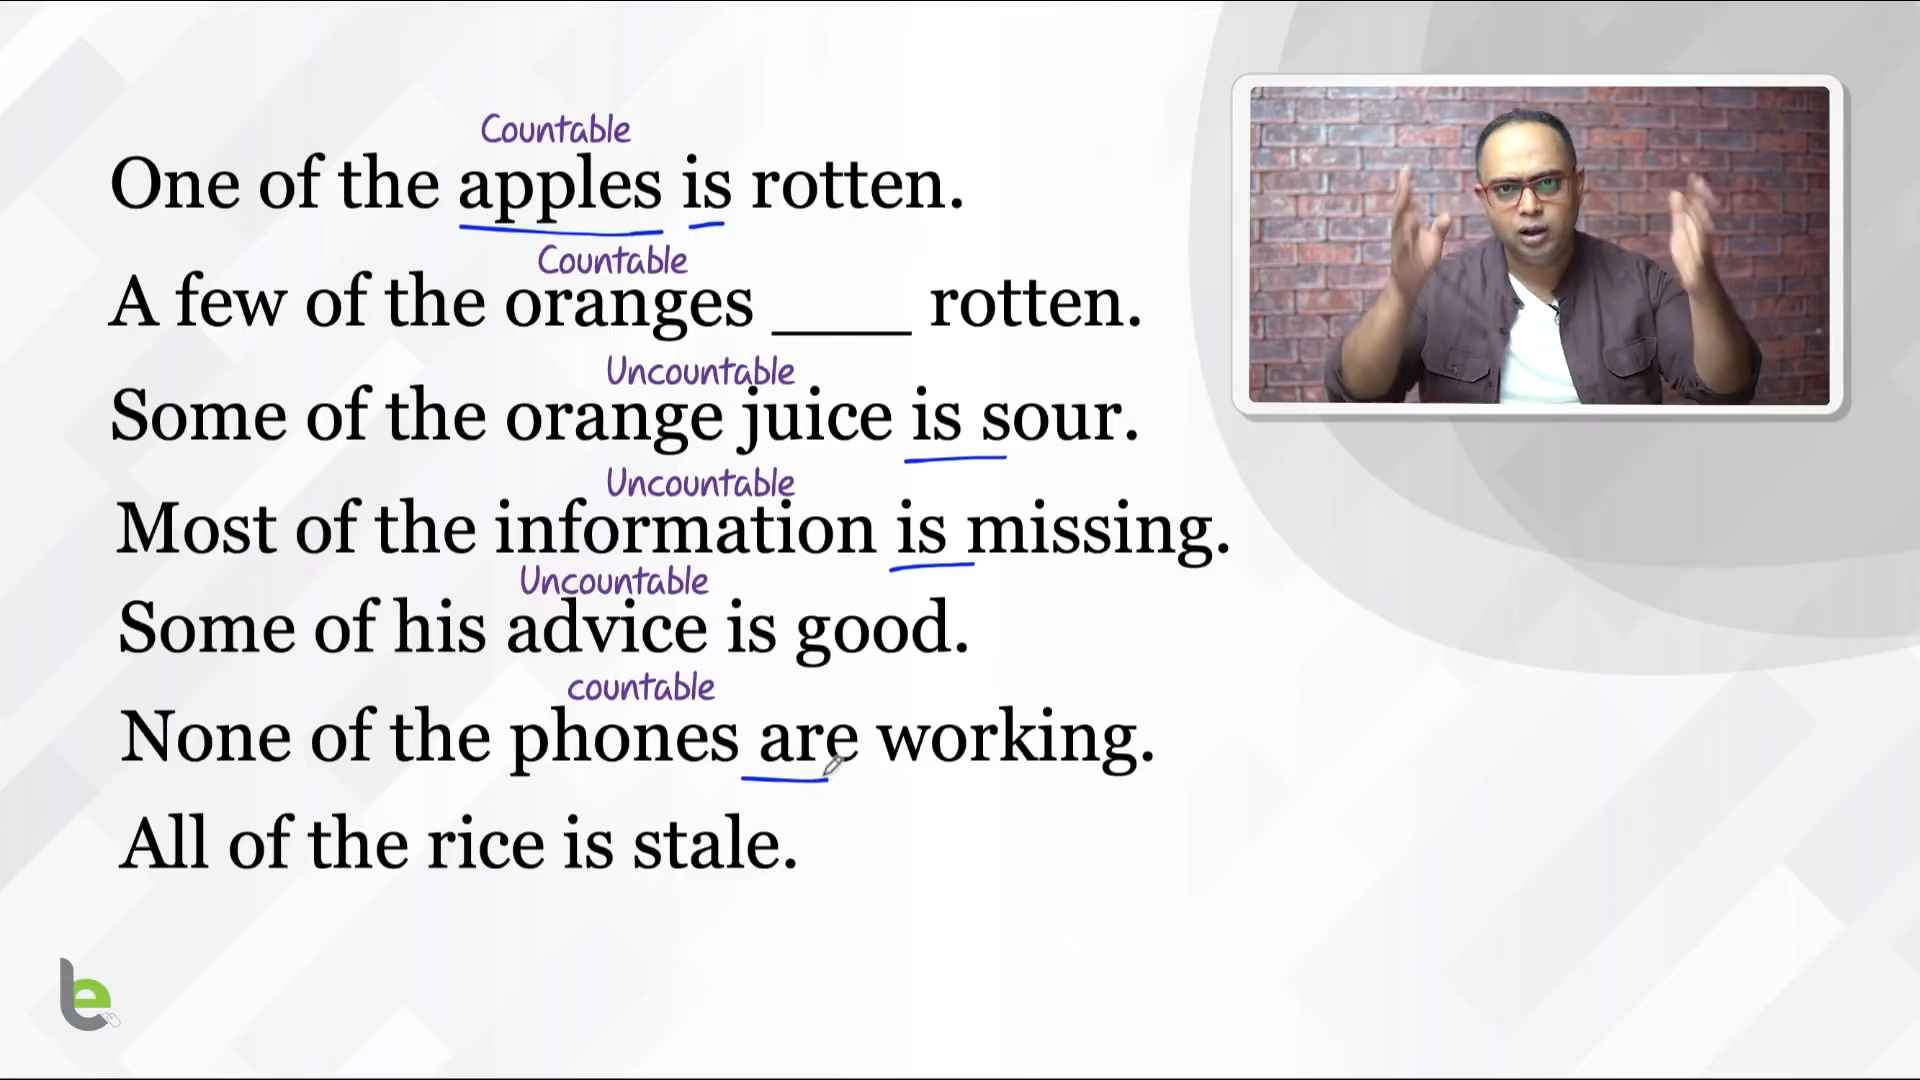 Countable
One of the apples is rotten.
Countable
A few of the oranges ____ rotten.
Uncountable
Some of the orange juice is sour.
Uncountable
Most of the information is missing.
Uncountable
Some of his advice is good.
countable
None of the phones are working.
All of the rice is stale.
le